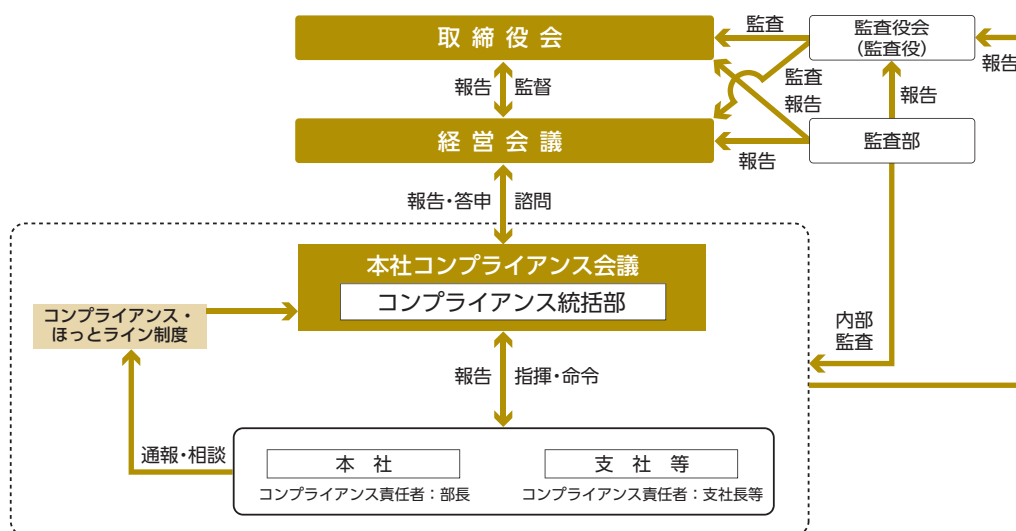 取締役会
監査
監査役会
(監査役)
報告
報告 監督
監査
報告
報告
経営会議
報告
監査部
報告・答申 諮問
本社コンプライアンス会議
コンプライアンス統括部
コンプライアンス・
ほっとライン制度
内部
監査
報告 指揮・命令
通報・相談
本社
支社等
コンプライアンス責任者：部長
コンプライアンス責任者：支社長等